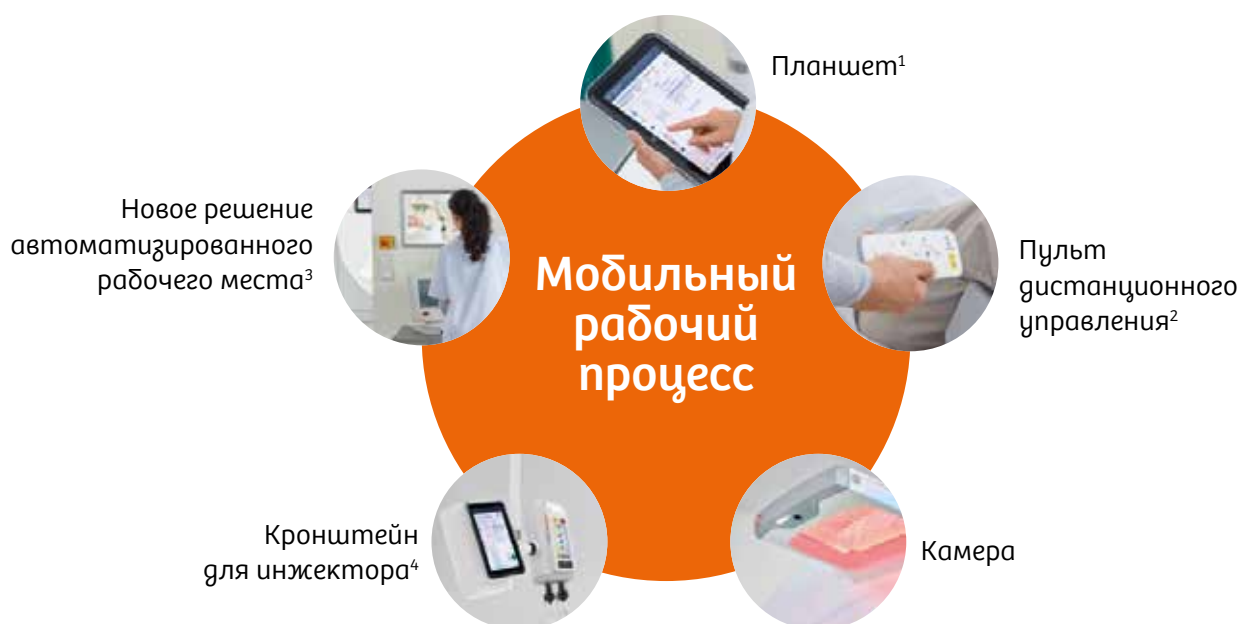 Планшет¹
Новое решение
автоматизированного
рабочего места³
Мобильный
рабочий
процесс
Пульт
дистанционного
управления²
Кронштейн
для инжектора⁴
Камера